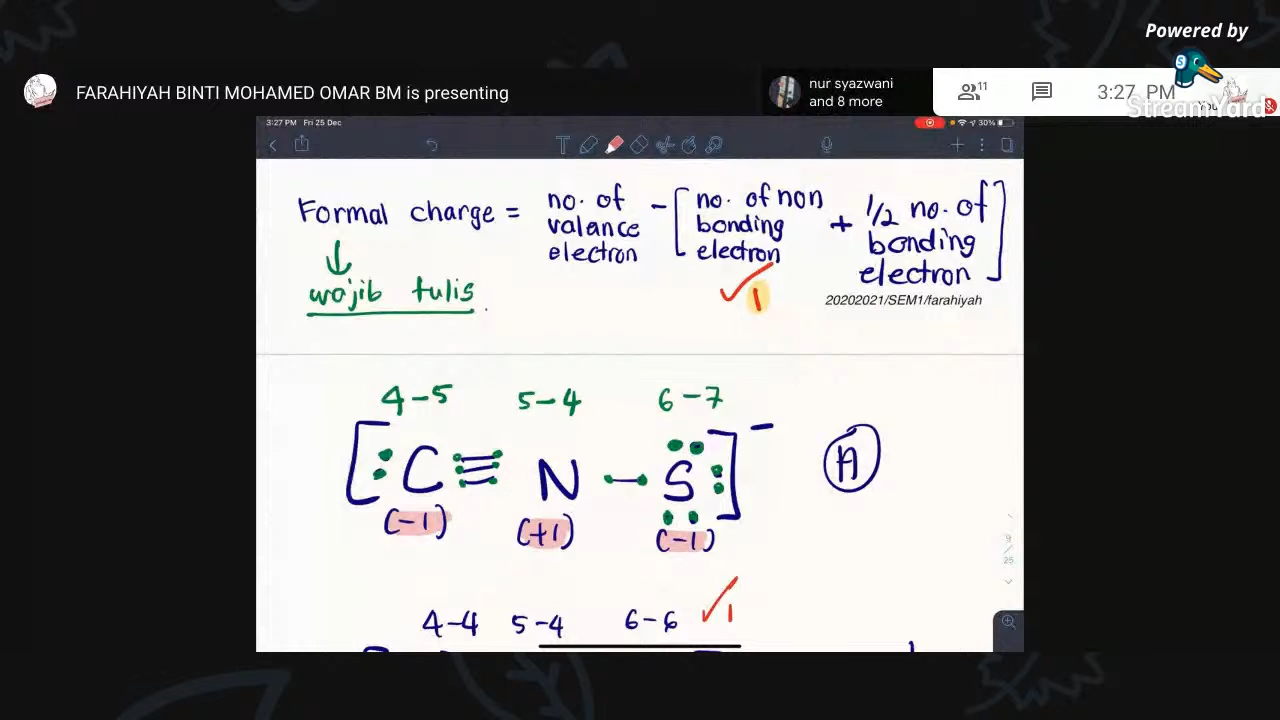 Powered by
StreamYard
FARAHIYAH BINTI MOHAMED OMAR BM is presenting
nur syazwani
and 8 more
11
3:27 PM
You
3:27 PM Fri 25 Dec
30%
Formal charge = no. of valance electron - [no. of non bonding electron + 1/2 no. of bonding electron]
wajib tulis
✓1
20202021/SEM1/farahiyah
4-5 5-4 6-7
[:C≡N-S]⁻ A
(-1) (+1) (-1)
9/25
✓1
4-4 5-4 6-6